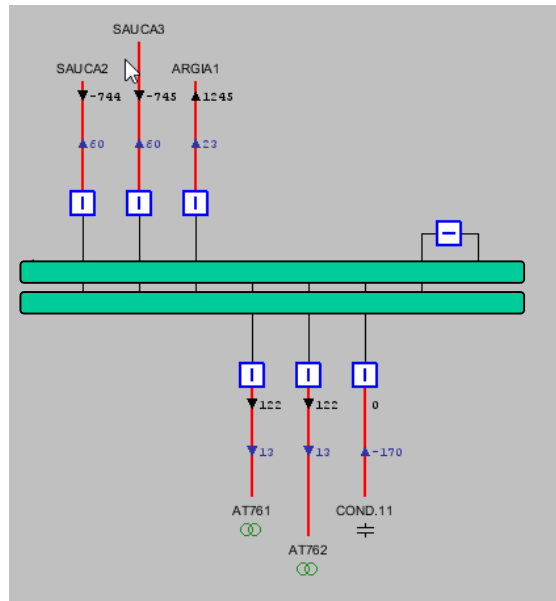 SAUCA3
SAUCA2 ARGIA1
-744 -745 1245
60 60 23
122 122 0
13 13 -170
AT761 COND.11
AT762